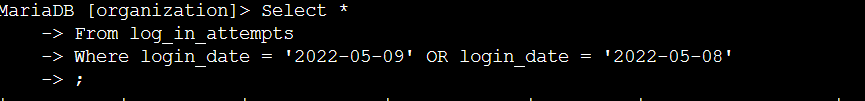 MariaDB [organization]> Select *
-> From log_in_attempts
-> Where login_date = '2022-05-09' OR login_date = '2022-05-08'
-> ;